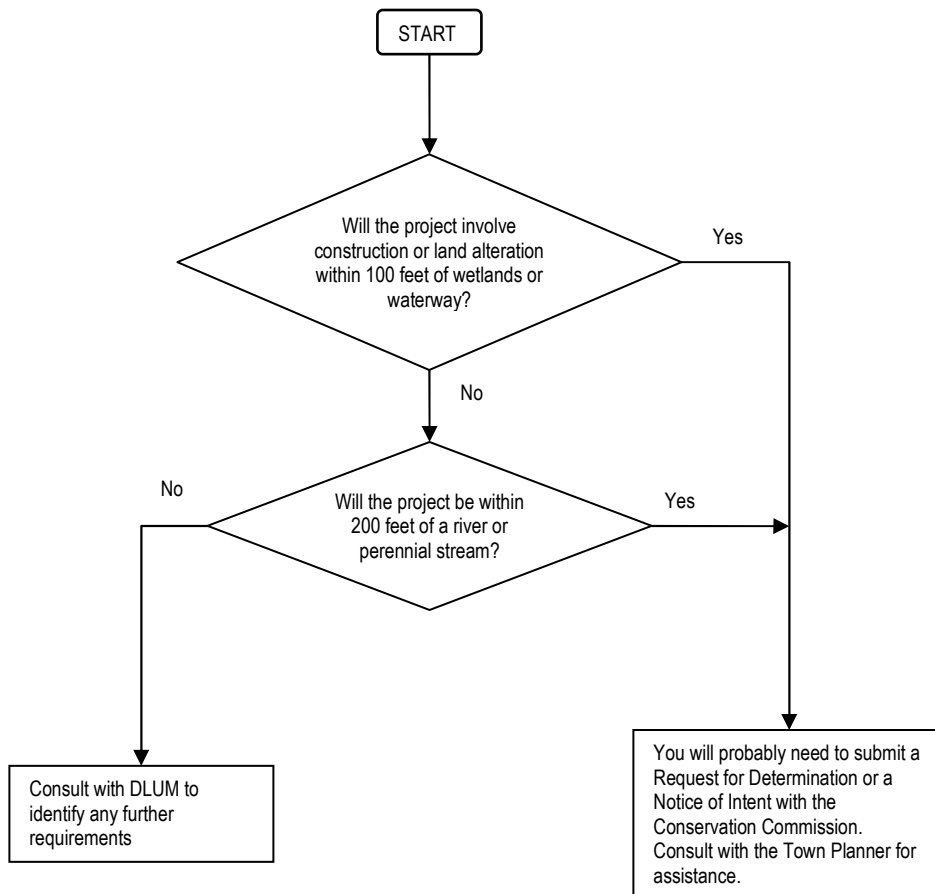 START
Will the project involve
construction or land alteration
within 100 feet of wetlands or
waterway?
Yes
No
Will the project be within
200 feet of a river or
perennial stream?
No
Yes
Consult with DLUM to
identify any further
requirements
You will probably need to submit a
Request for Determination or a
Notice of Intent with the
Conservation Commission.
Consult with the Town Planner for
assistance.